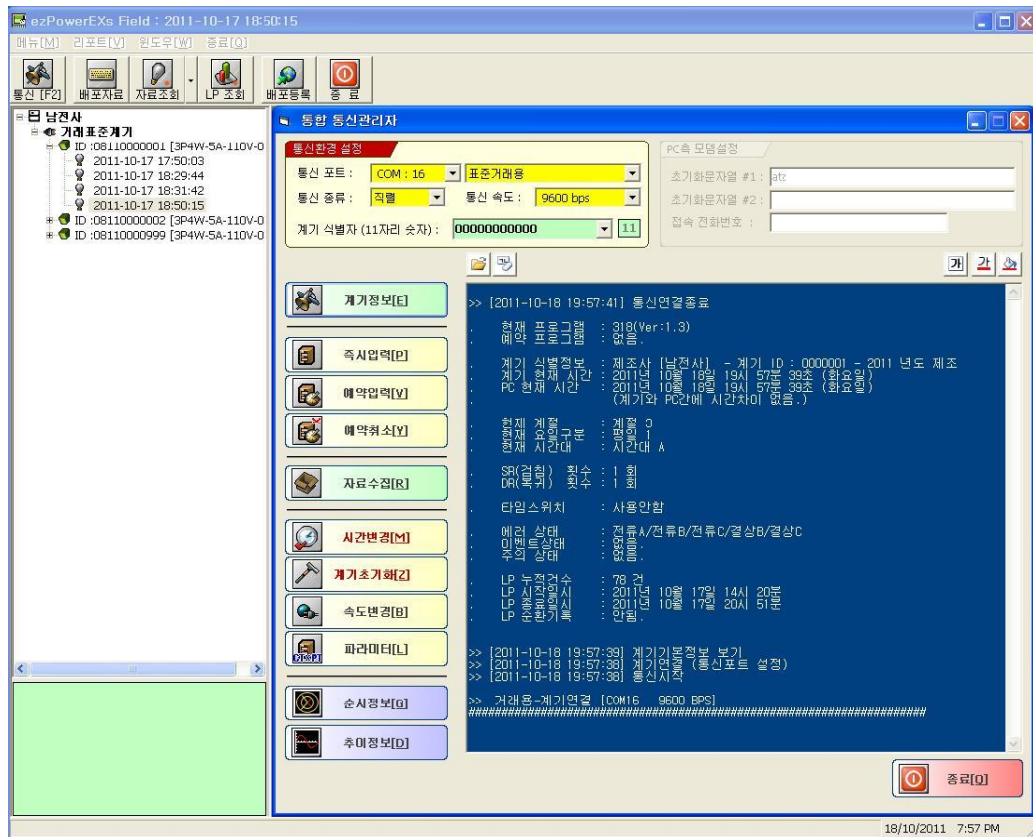 ezPowerEXs Field : 2011-10-17 18:50:15
메뉴[M] 리포트[V] 윈도우[W] 종료[Q]
통신 [F2] 배포자료 자료조회 LP 조회 배포등록 종 료
남전사
거래표준계기
ID :08110000001 [3P4W-5A-110V-0
2011-10-17 17:50:03
2011-10-17 18:29:44
2011-10-17 18:31:42
2011-10-17 18:50:15
ID :08110000002 [3P4W-5A-110V-0
ID :08110000999 [3P4W-5A-110V-0
통합 통신관리자
통신환경 설정
통신 포트 : COM : 16 표준거래용
통신 종류 : 직렬 통신 속도 : 9600 bps
계기 식별자 (11자리 숫자) : 00000000000 11
PC측 모뎀설정
초기화문자열 #1 : atz
초기화문자열 #2 :
접속 전화번호 :
가 간
계기정보[E]
즉시입력[P]
예약입력[V]
예약취소[Y]
자료수집[R]
시간변경[M]
계기초기화[Z]
속도변경[B]
파라미터[L]
순시정보[G]
추이정보[D]
>> [2011-10-18 19:57:41] 통신연결종료
. 현재 프로그램 : 318(Ver:1.3)
. 예약 프로그램 : 없음.
. 계기 식별정보 : 제조사 [남전사] - 계기 ID : 0000001 - 2011 년도 제조
. 계기 현재 시간 : 2011년 10월 18일 19시 57분 39초 (화요일)
. PC 현재 시간 : 2011년 10월 18일 19시 57분 39초 (화요일)
. (계기와 PC간에 시간차이 없음.)
. 현재 계절 : 계절 0
. 현재 요일구분 : 평일 1
. 현재 시간대 : 시간대 A
. SR(검침) 횟수 : 1 회
. DR(복귀) 횟수 : 1 회
. 타임스위치 : 사용안함
. 에러 상태 : 전류A/전류B/전류C/결상B/결상C
. 이벤트상태 : 없음.
. 주의 상태 : 없음.
. LP 누적건수 : 78 건
. LP 시작일시 : 2011년 10월 17일 14시 20분
. LP 종료일시 : 2011년 10월 17일 20시 51분
. LP 순환기록 : 안됨.
>> [2011-10-18 19:57:39] 계기기본정보 보기
>> [2011-10-18 19:57:38] 계기연결 (통신포트 설정)
>> [2011-10-18 19:57:38] 통신시작
>> 거래용-계기연결 [COM16 9600 BPS]
종료[Q]
18/10/2011 7:57 PM